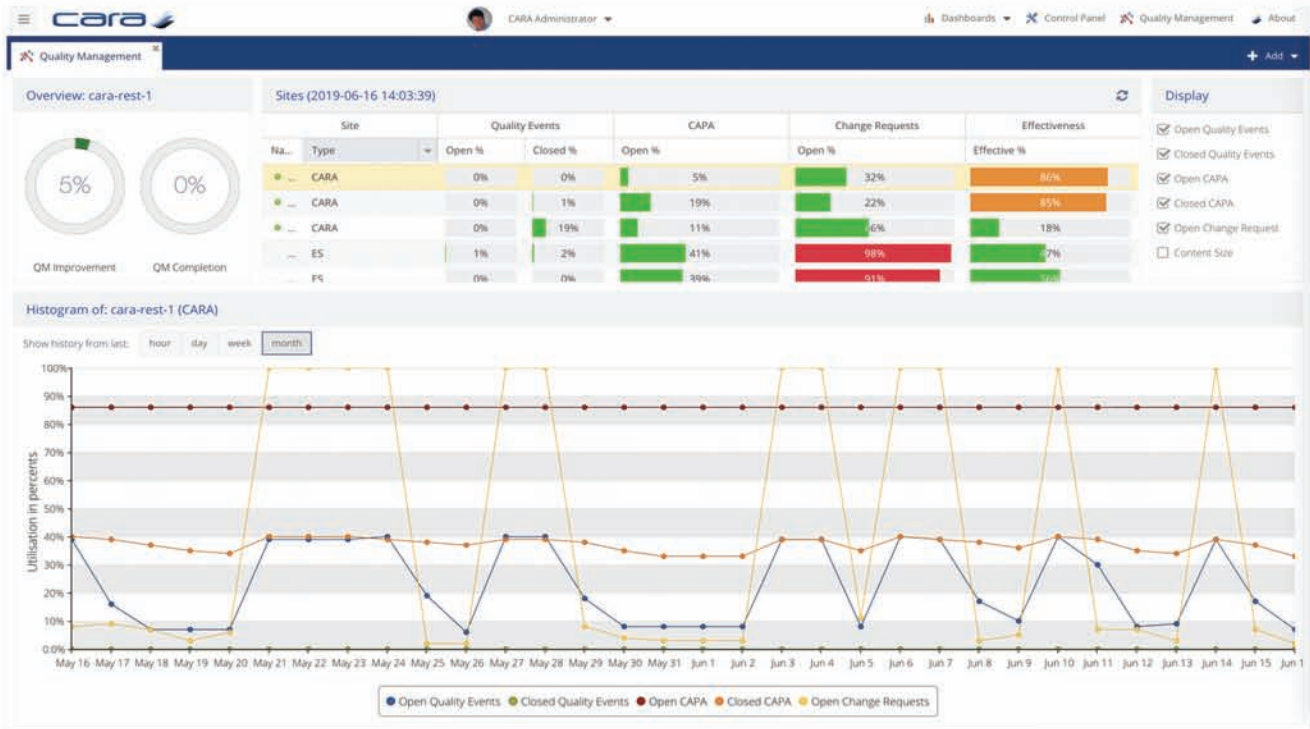 cara
CARA Administrator
Dashboards Control Panel Quality Management About
Quality Management
Add
Overview: cara-rest-1
5%
0%
QM Improvement QM Completion
Sites (2019-06-16 14:03:39)
Site Quality Events CAPA Change Requests Effectiveness
Na... Type Open % Closed % Open % Open % Effective %
... CARA 0% 0% 5% 32% 86%
... CARA 0% 1% 19% 22% 85%
... CARA 0% 19% 11% 18%
... ES 1% 2% 41% 98%
ES 0% 0% 39% 91%
Display
Open Quality Events
Closed Quality Events
Open CAPA
Closed CAPA
Open Change Request
Content Size
Histogram of: cara-rest-1 (CARA)
Show history from last: hour day week month
Utilisation in percents
100%
90%
80%
70%
60%
50%
40%
30%
20%
10%
0.0%
May 16 May 17 May 18 May 19 May 20 May 21 May 22 May 23 May 24 May 25 May 26 May 27 May 28 May 29 May 30 May 31 Jun 1 Jun 2 Jun 3 Jun 4 Jun 5 Jun 6 Jun 7 Jun 8 Jun 9 Jun 10 Jun 11 Jun 12 Jun 13 Jun 14 Jun 15 Jun 1
Open Quality Events Closed Quality Events Open CAPA Closed CAPA Open Change Requests